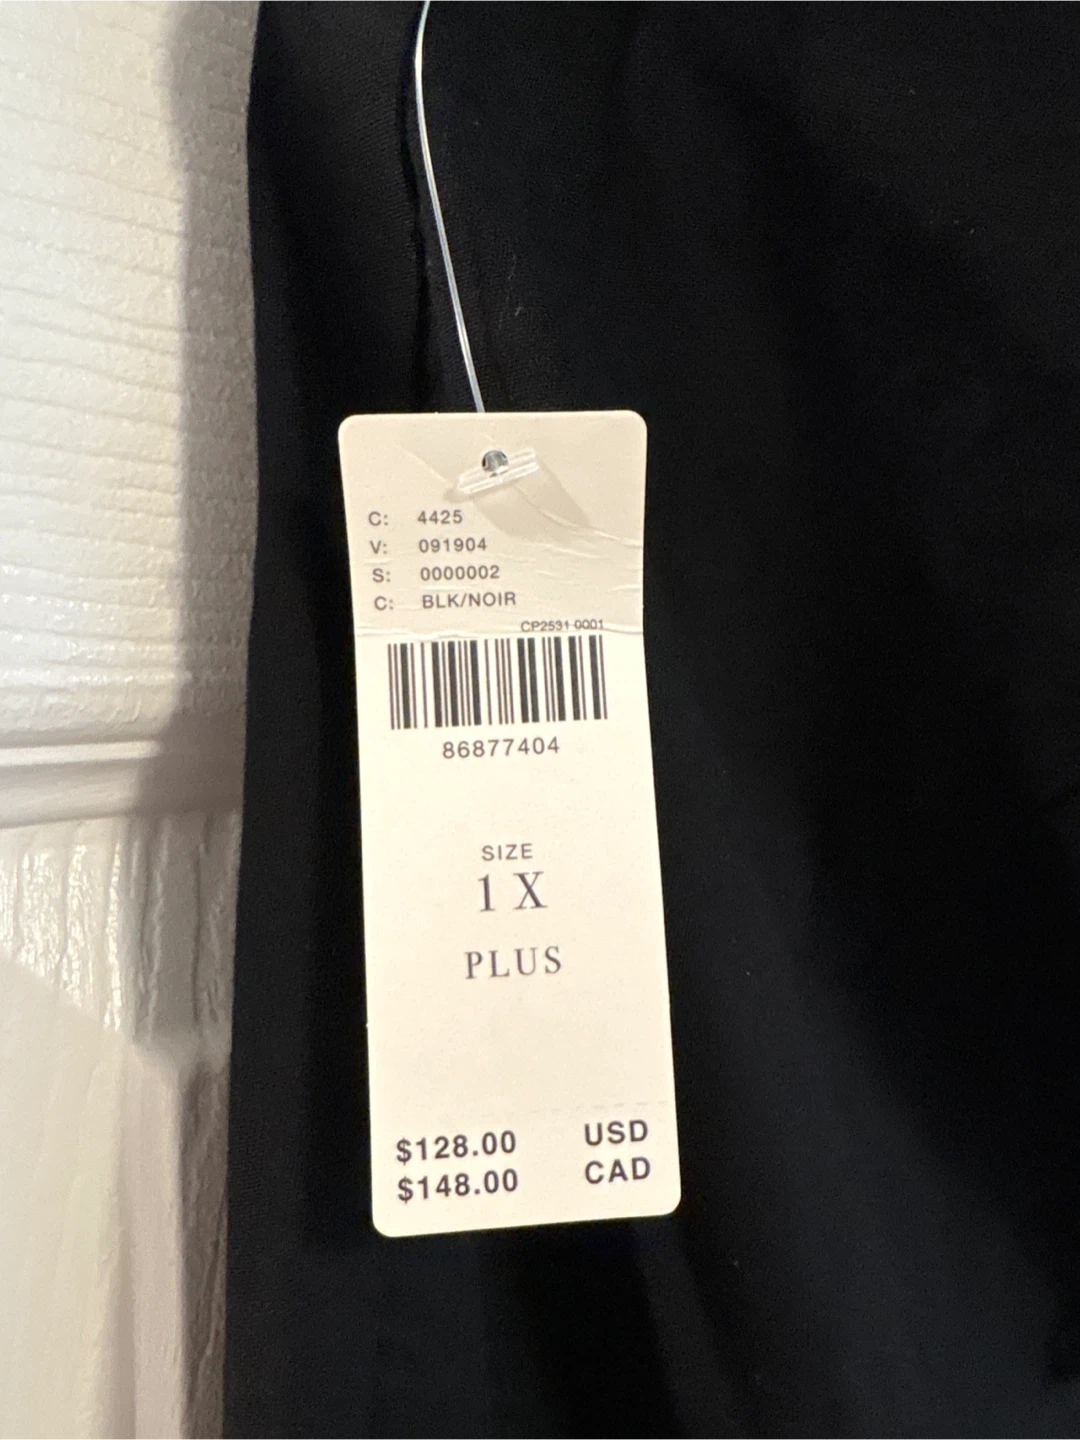 C: 4425
V: 091904
S: 0000002
C: BLK/NOIR
CP2531 0001
86877404
SIZE
1 X
PLUS
$128.00 USD
$148.00 CAD